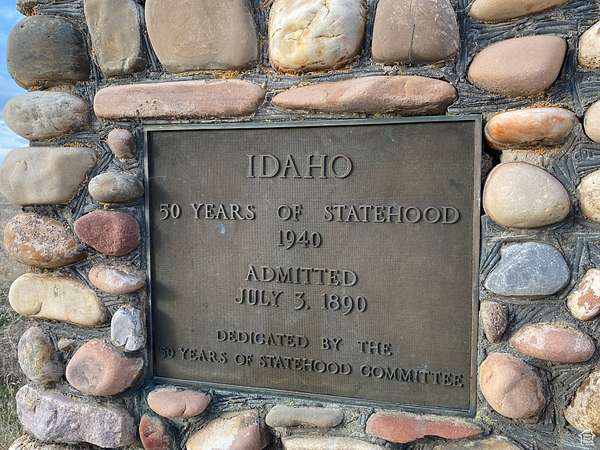 IDAHO
50 YEARS OF STATEHOOD
1940
ADMITTED
JULY 3, 1890
DEDICATED BY THE
50 YEARS OF STATEHOOD COMMITTEE